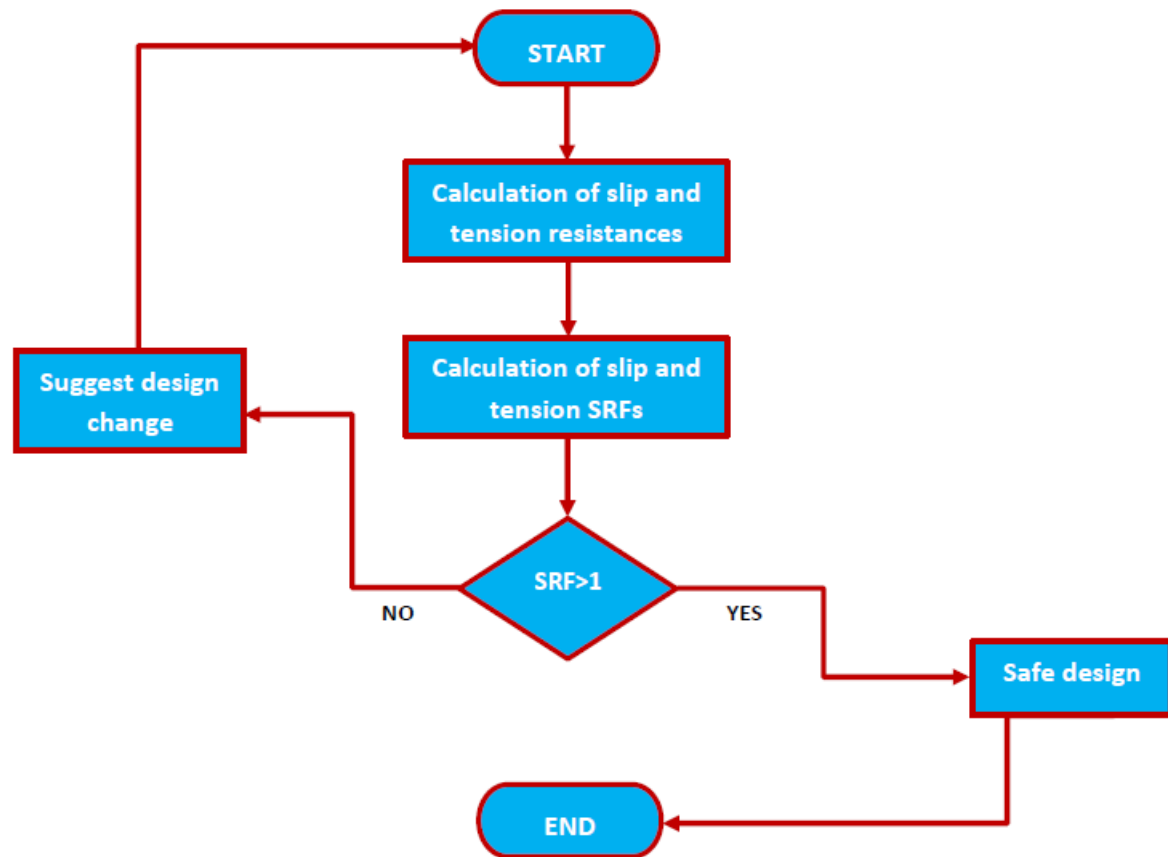 START
Calculation of slip and
tension resistances
Calculation of slip and
tension SRFs
Suggest design
change
SRF>1
NO
YES
Safe design
END